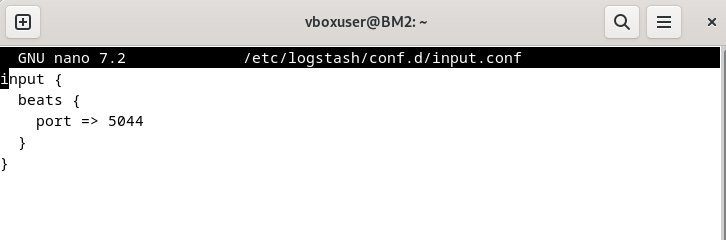 vboxuser@BM2: ~
GNU nano 7.2 /etc/logstash/conf.d/input.conf
input {
  beats {
    port => 5044
  }
}